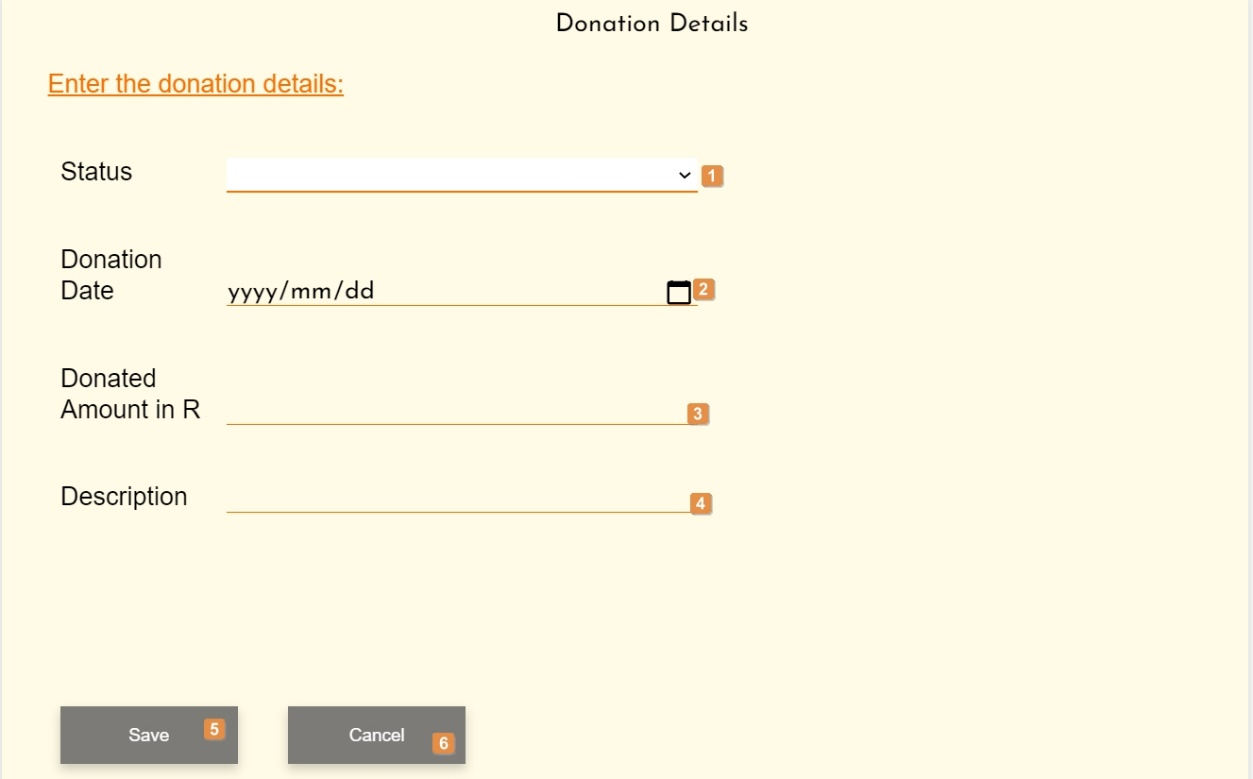 Donation Details
Enter the donation details:
Status 1
Donation
Date yyyy/mm/dd 2
Donated
Amount in R 3
Description 4
Save 5 Cancel 6